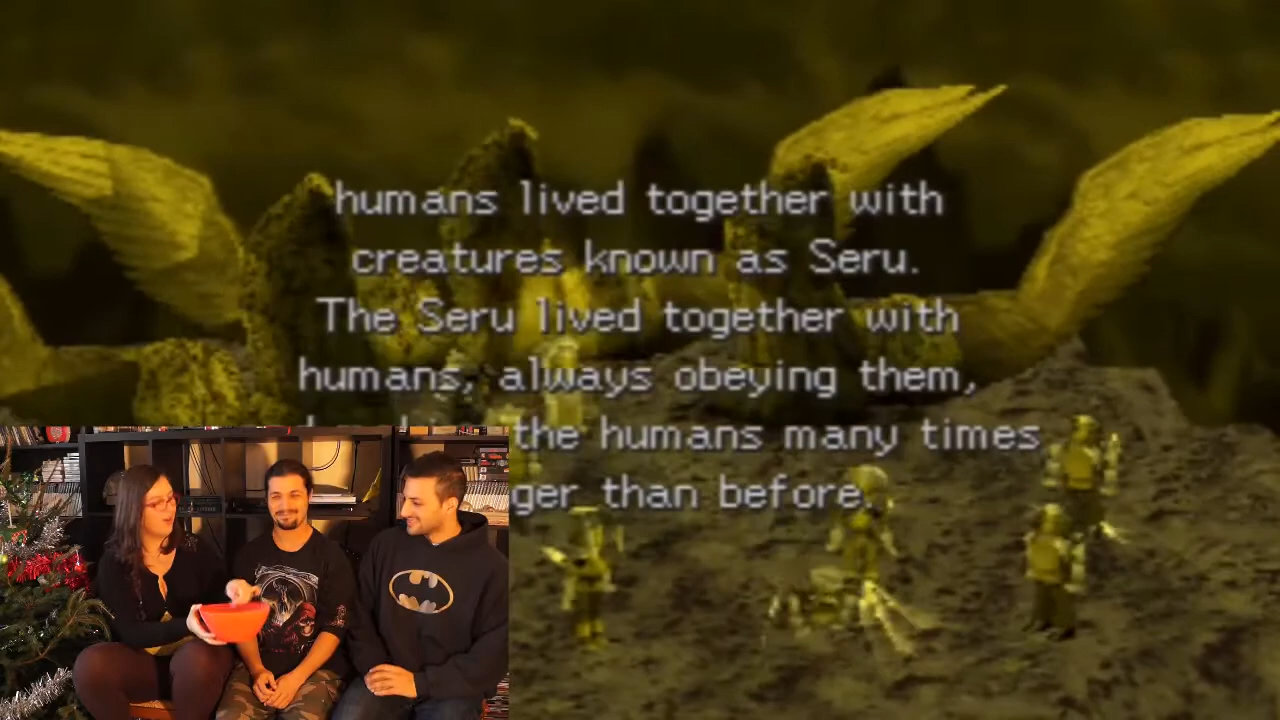 humans lived together with
creatures known as Seru.
The Seru lived together with
humans, always obeying them,
the humans many times
ger than before.